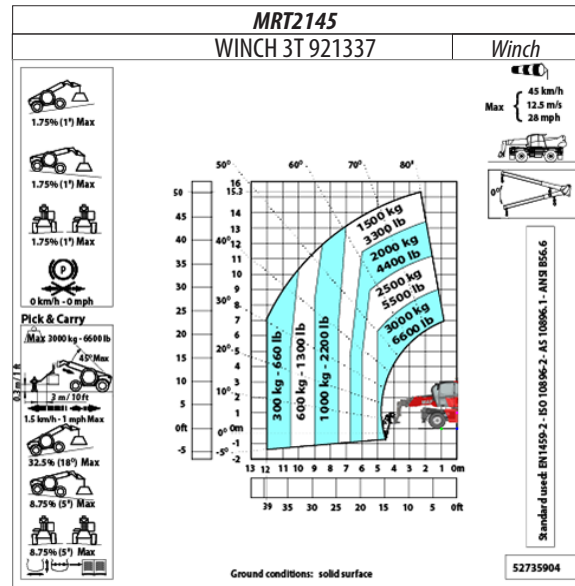 MRT2145
WINCH 3T 921337
Winch
1.75% (1°) Max
1.75% (1°) Max
1.75% (1°) Max
P
0 km/h - 0 mph
Pick & Carry
Max 3000 kg - 6600 lb
45° Max
0.3 m / 1 ft
3 m / 10 ft
1.5 km/h - 1 mph Max
32.5% (18°) Max
8.75% (5°) Max
8.75% (5°) Max
Max
45 km/h
12.5 m/s
28 mph
0°
50°
60°
70°
80°
40°
30°
20°
10°
0°
-5°
50
45
40
35
30
25
20
15
10
5
0ft
-5
16
15.3
14
13
12
11
10
9
8
7
6
5
4
3
2
1
0m
-1
-2
1500 kg
3300 lb
2000 kg
4400 lb
2500 kg
5500 lb
3000 kg
6600 lb
300 kg - 660 lb
600 kg - 1300 lb
1000 kg - 2200 lb
13 12 11 10 9 8 7 6 5 4 3 2 1 0m
39 35 30 25 20 15 10 5 0ft
Ground conditions: solid surface
Standard used: EN1459-2 - ISO 10896-2 - AS 10896.1 - ANSI B56.6
52735904